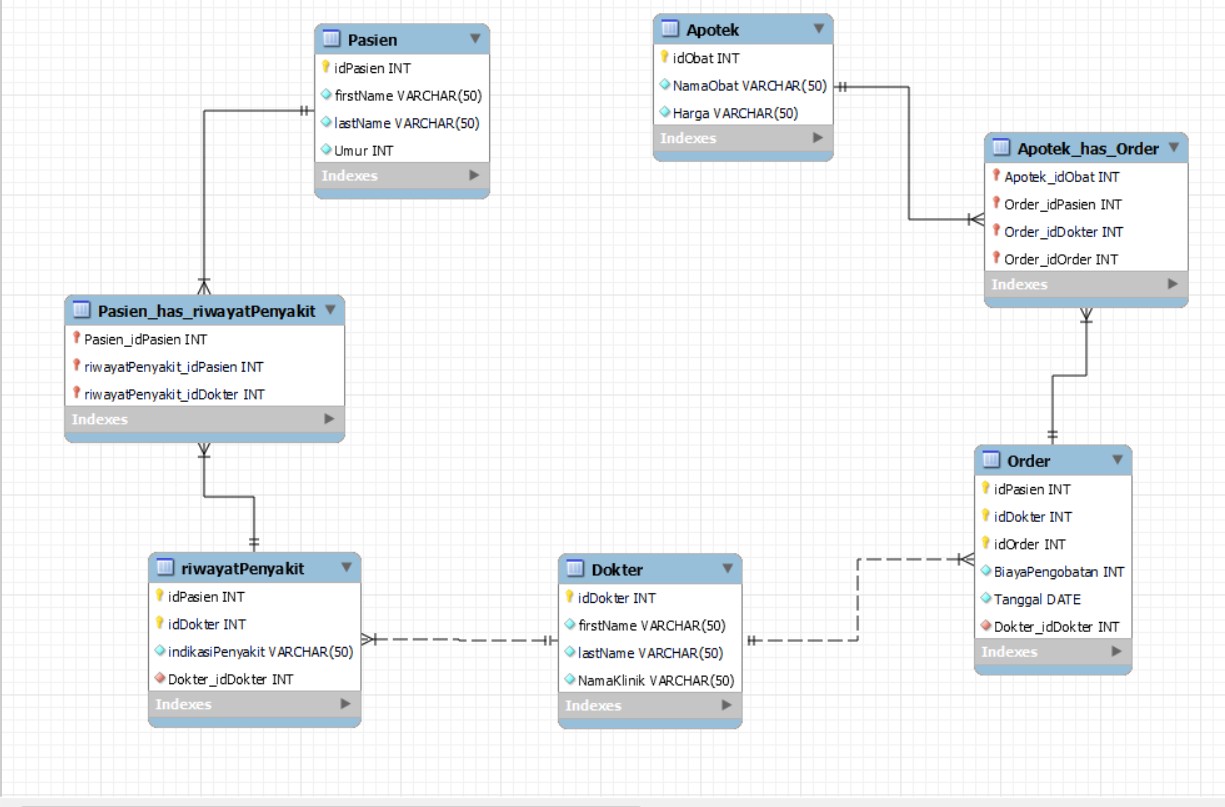 Pasien
idPasien INT
firstName VARCHAR(50)
lastName VARCHAR(50)
Umur INT
Indexes
Apotek
idObat INT
NamaObat VARCHAR(50)
Harga VARCHAR(50)
Indexes
Apotek_has_Order
Apotek_idObat INT
Order_idPasien INT
Order_idDokter INT
Order_idOrder INT
Indexes
Pasien_has_riwayatPenyakit
Pasien_idPasien INT
riwayatPenyakit_idPasien INT
riwayatPenyakit_idDokter INT
Indexes
riwayatPenyakit
idPasien INT
idDokter INT
indikasiPenyakit VARCHAR(50)
Dokter_idDokter INT
Indexes
Dokter
idDokter INT
firstName VARCHAR(50)
lastName VARCHAR(50)
NamaKlinik VARCHAR(50)
Indexes
Order
idPasien INT
idDokter INT
idOrder INT
BiayaPengobatan INT
Tanggal DATE
Dokter_idDokter INT
Indexes